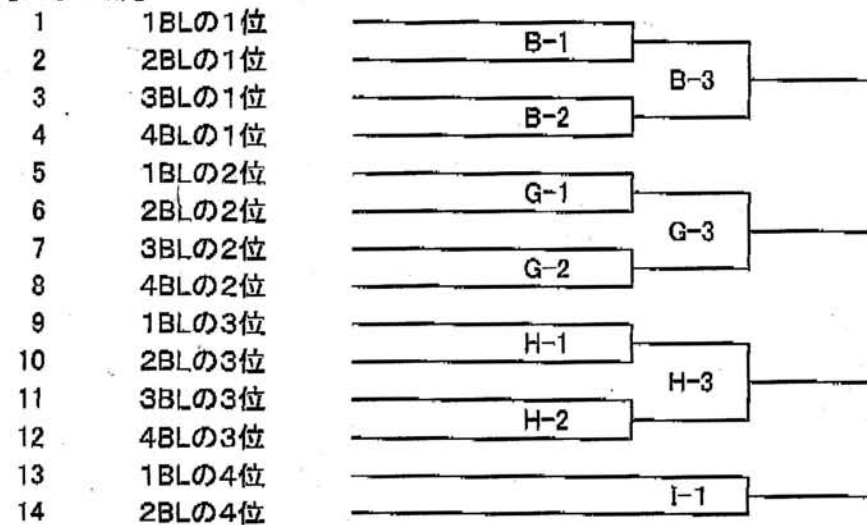 1 1BLの1位
B-1
2 2BLの1位
B-3
3 3BLの1位
B-2
4 4BLの1位
5 1BLの2位
G-1
6 2BLの2位
G-3
7 3BLの2位
G-2
8 4BLの2位
9 1BLの3位
H-1
10 2BLの3位
H-3
11 3BLの3位
H-2
12 4BLの3位
13 1BLの4位
I-1
14 2BLの4位